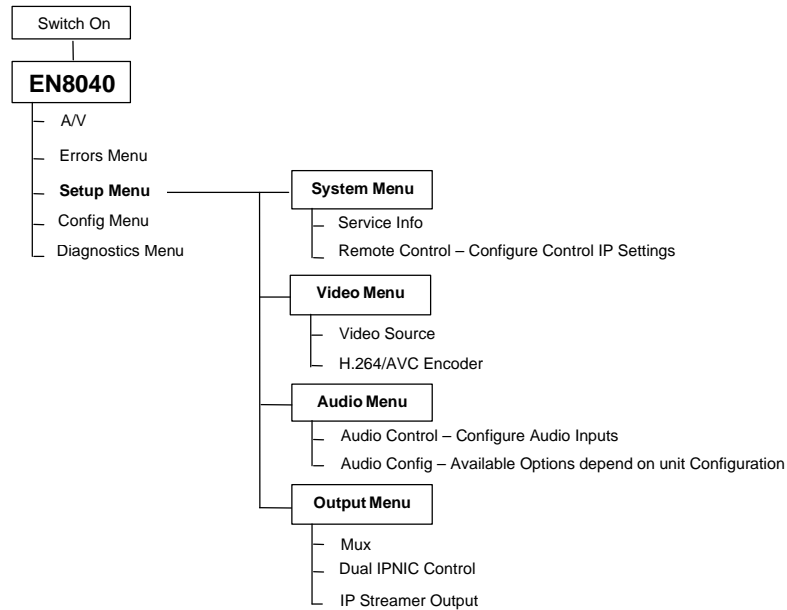 Switch On
EN8040
A/V
Errors Menu
Setup Menu
Config Menu
Diagnostics Menu
System Menu
Service Info
Remote Control – Configure Control IP Settings
Video Menu
Video Source
H.264/AVC Encoder
Audio Menu
Audio Control – Configure Audio Inputs
Audio Config – Available Options depend on unit Configuration
Output Menu
Mux
Dual IPNIC Control
IP Streamer Output